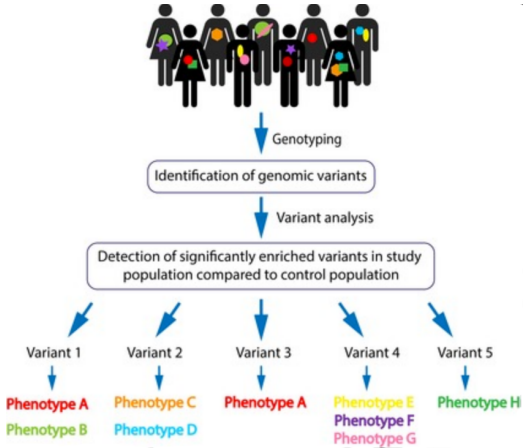 Genotyping
Identification of genomic variants
Variant analysis
Detection of significantly enriched variants in study
population compared to control population
Variant 1 Variant 2 Variant 3 Variant 4 Variant 5
Phenotype A Phenotype C Phenotype A Phenotype E Phenotype H
Phenotype B Phenotype D Phenotype F
Phenotype G